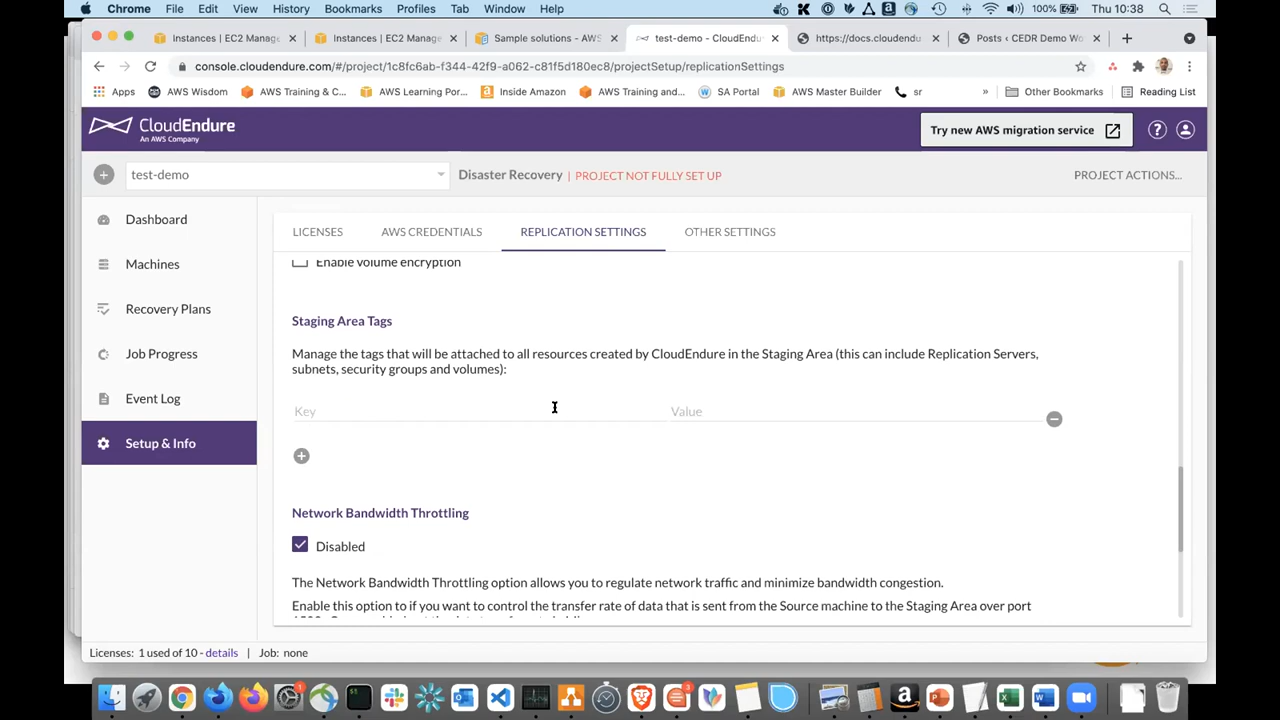 Chrome File Edit View History Bookmarks Profiles Tab Window Help 100% Thu 10:38
Instances | EC2 Manage Instances | EC2 Manage Sample solutions - AWS test-demo - CloudEndu https://docs.cloudendu Posts ‹ CEDR Demo Wo
console.cloudendure.com/#/project/1c8fc6ab-f344-42f9-a062-c81f5d180ec8/projectSetup/replicationSettings
Apps AWS Wisdom AWS Training & C... AWS Learning Por... Inside Amazon AWS Training and... SA Portal AWS Master Builder sr » Other Bookmarks Reading List
CloudEndure
An AWS Company
Try new AWS migration service
test-demo Disaster Recovery | PROJECT NOT FULLY SET UP PROJECT ACTIONS...
Dashboard
Machines
Recovery Plans
Job Progress
Event Log
Setup & Info
LICENSES AWS CREDENTIALS REPLICATION SETTINGS OTHER SETTINGS
Enable volume encryption
Staging Area Tags
Manage the tags that will be attached to all resources created by CloudEndure in the Staging Area (this can include Replication Servers,
subnets, security groups and volumes):
Key Value
Network Bandwidth Throttling
Disabled
The Network Bandwidth Throttling option allows you to regulate network traffic and minimize bandwidth congestion.
Enable this option to if you want to control the transfer rate of data that is sent from the Source machine to the Staging Area over port
Licenses: 1 used of 10 - details | Job: none